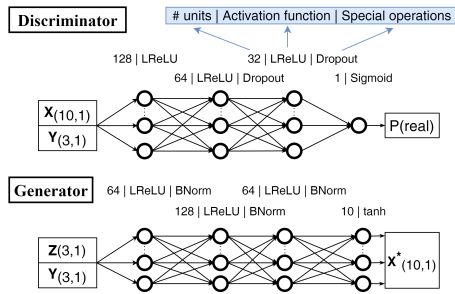 Discriminator
# units | Activation function | Special operations
128 | LReLU
32 | LReLU | Dropout
64 | LReLU | Dropout
1 | Sigmoid
X(10,1)
Y(3,1)
P(real)
Generator
64 | LReLU | BNorm
64 | LReLU | BNorm
128 | LReLU | BNorm
10 | tanh
Z(3,1)
Y(3,1)
X*(10,1)